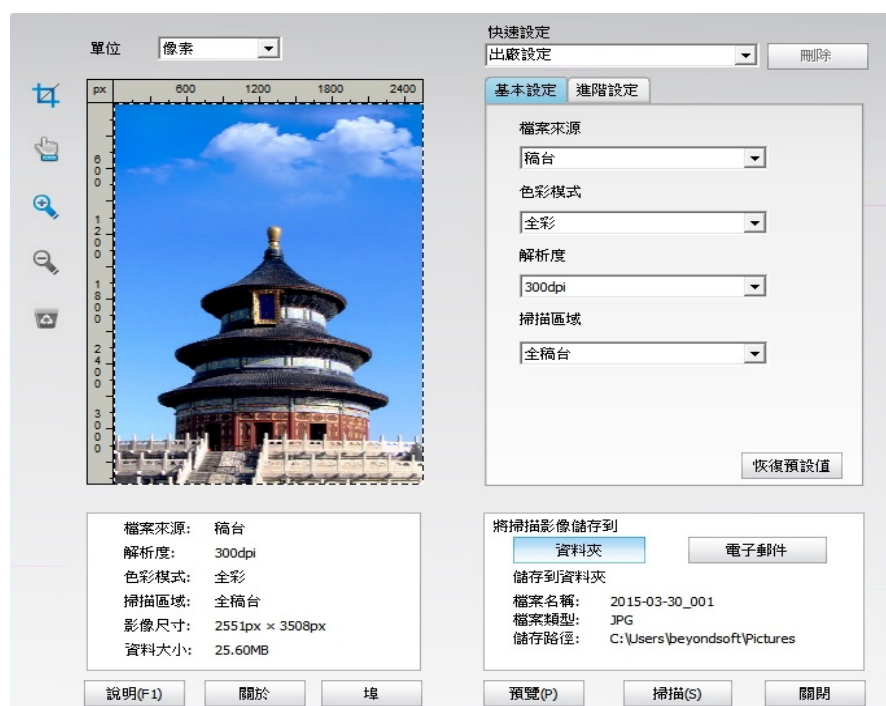 單位
像素
快速設定
出廠設定
刪除
px 600 1200 1800 2400
600
1200
1800
2400
3000
基本設定 進階設定
檔案來源
稿台
色彩模式
全彩
解析度
300dpi
掃描區域
全稿台
恢復預設值
檔案來源: 稿台
解析度: 300dpi
色彩模式: 全彩
掃描區域: 全稿台
影像尺寸: 2551px × 3508px
資料大小: 25.60MB
將掃描影像儲存到
資料夾 電子郵件
儲存到資料夾
檔案名稱: 2015-03-30_001
檔案類型: JPG
儲存路徑: C:\Users\beyondsoft\Pictures
說明(F1) 關於 埠
預覽(P) 掃描(S) 關閉